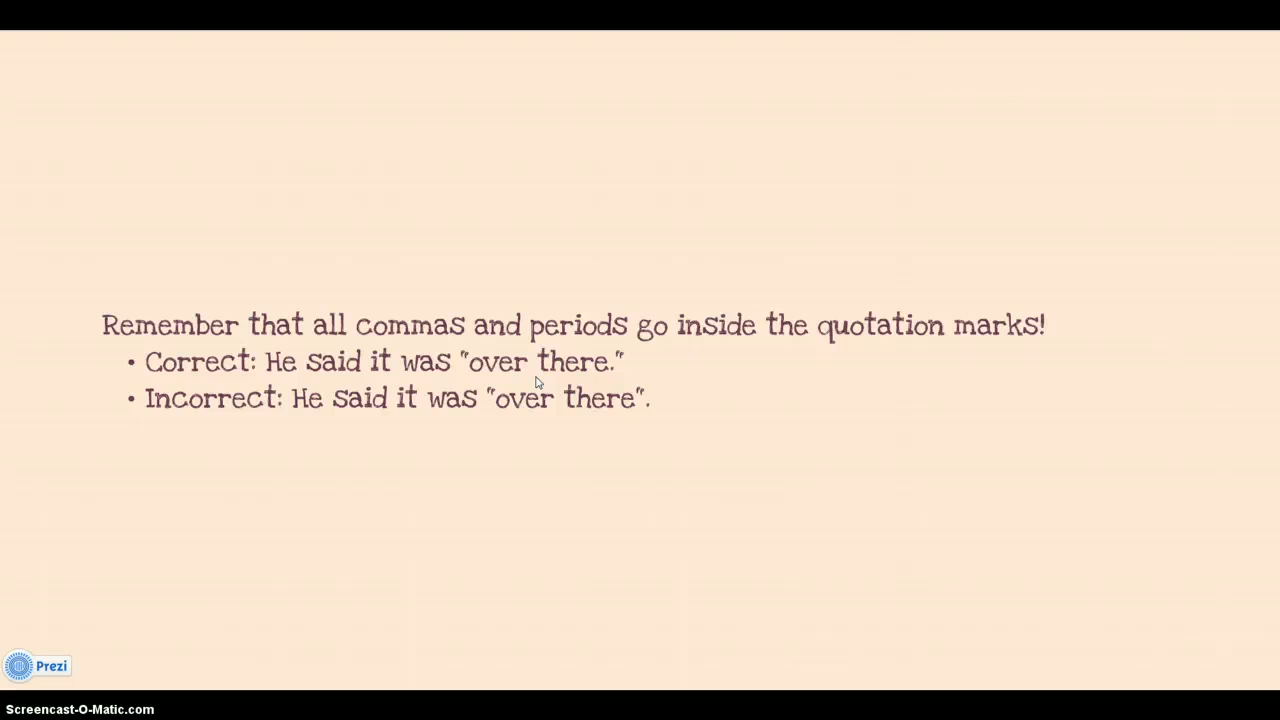 Remember that all commas and periods go inside the quotation marks!
• Correct: He said it was "over there."
• Incorrect: He said it was "over there".
Prezi
Screencast-O-Matic.com